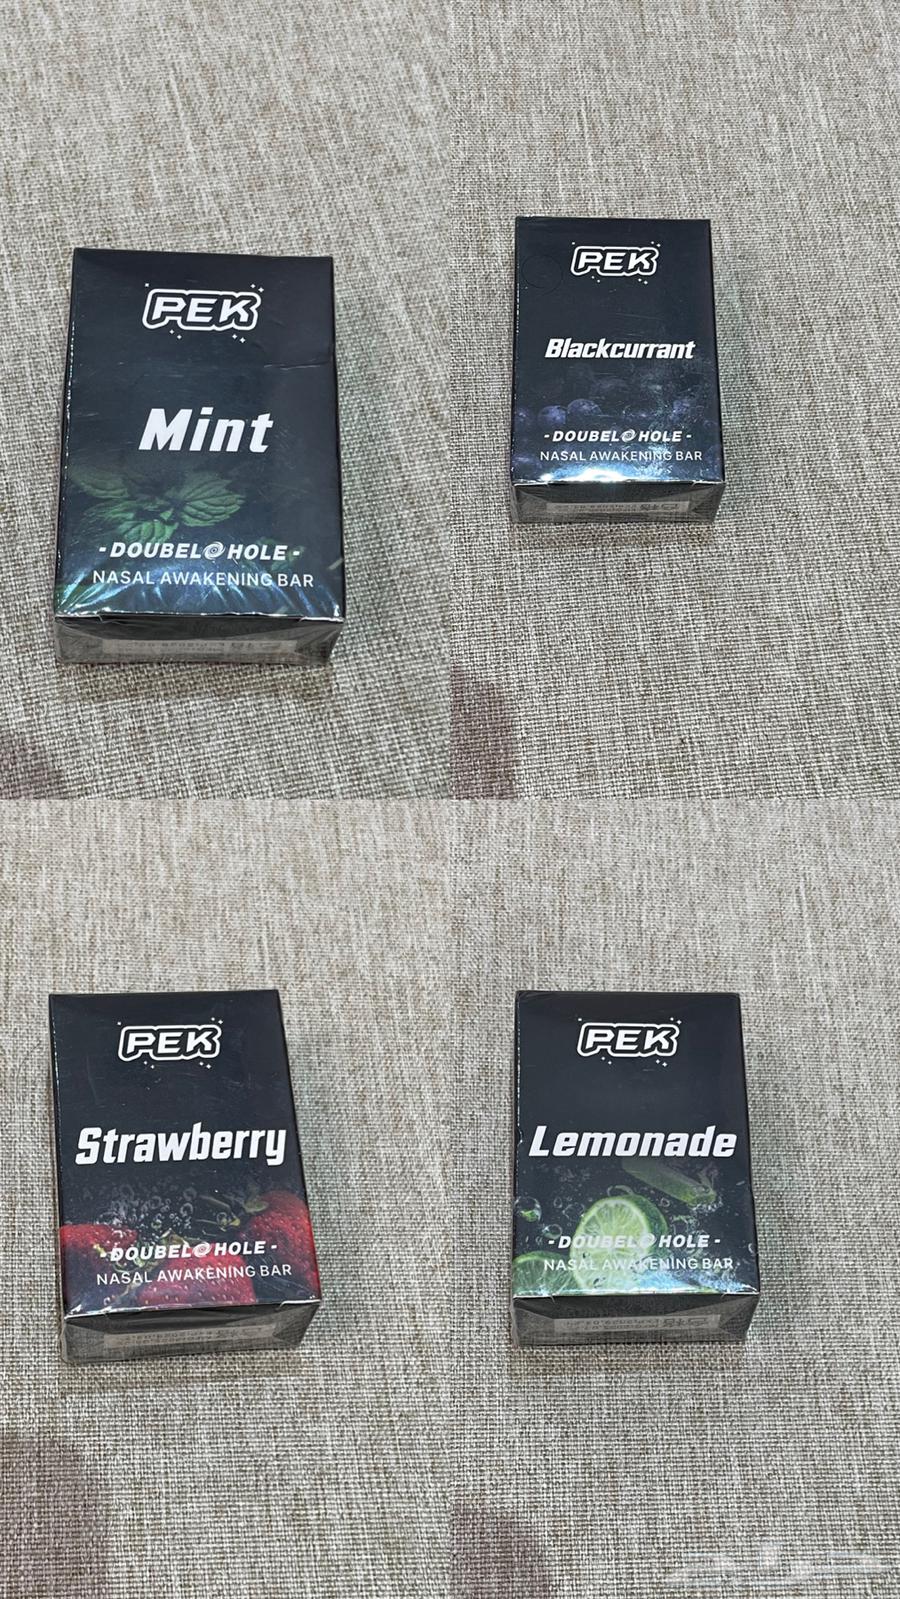 PEK
Mint
- DOUBEL HOLE -
NASAL AWAKENING BAR
PEK
Blackcurrant
- DOUBEL HOLE -
NASAL AWAKENING BAR
PEK
Strawberry
- DOUBEL HOLE -
NASAL AWAKENING BAR
PEK
Lemonade
- DOUBEL HOLE -
NASAL AWAKENING BAR